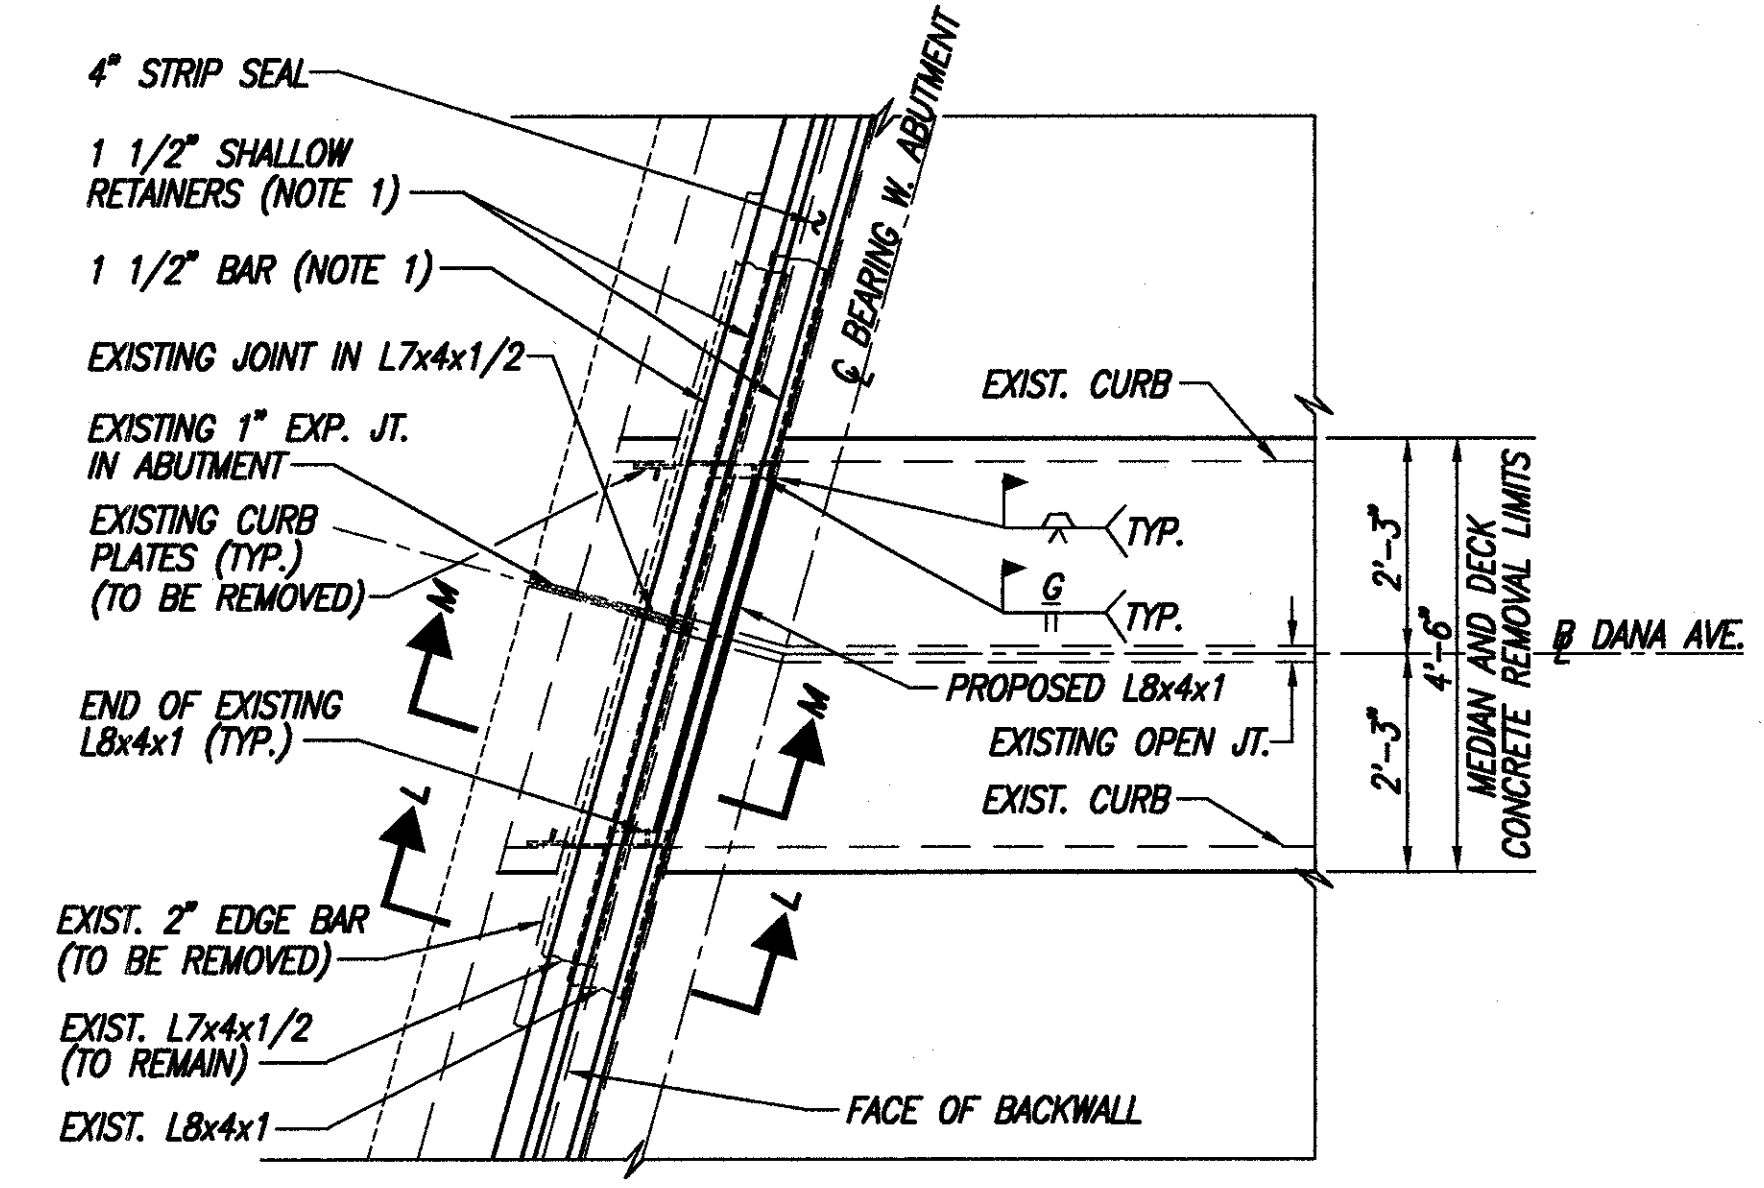 4" STRIP SEAL
1 1/2" SHALLOW
RETAINERS (NOTE 1)
1 1/2" BAR (NOTE 1)
EXISTING JOINT IN L7x4x1/2
EXISTING 1" EXP. JT.
IN ABUTMENT
EXISTING CURB
PLATES (TYP.)
(TO BE REMOVED)
M
END OF EXISTING
L8x4x1 (TYP.)
L
EXIST. 2" EDGE BAR
(TO BE REMOVED)
EXIST. L7x4x1/2
(TO REMAIN)
EXIST. L8x4x1
℄ BEARING W. ABUTMENT
EXIST. CURB
TYP.
G
TYP.
PROPOSED L8x4x1
M
EXISTING OPEN JT.
EXIST. CURB
L
FACE OF BACKWALL
2'-3"
2'-3"
4'-6"
MEDIAN AND DECK
CONCRETE REMOVAL LIMITS
B L DANA AVE.